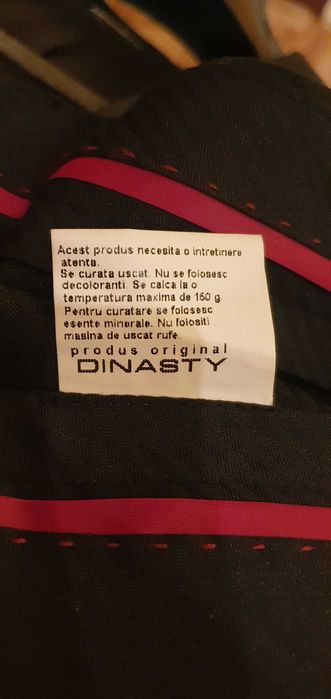 Acest produs necesita o intretinere
atenta.
Se curata uscat. Nu se folosesc
decoloranti. Se calca la o
temperatura maxima de 160 g.
Pentru curatare se folosesc
esente minerale. Nu folositi
masina de uscat rufe.
produs original
DINASTY